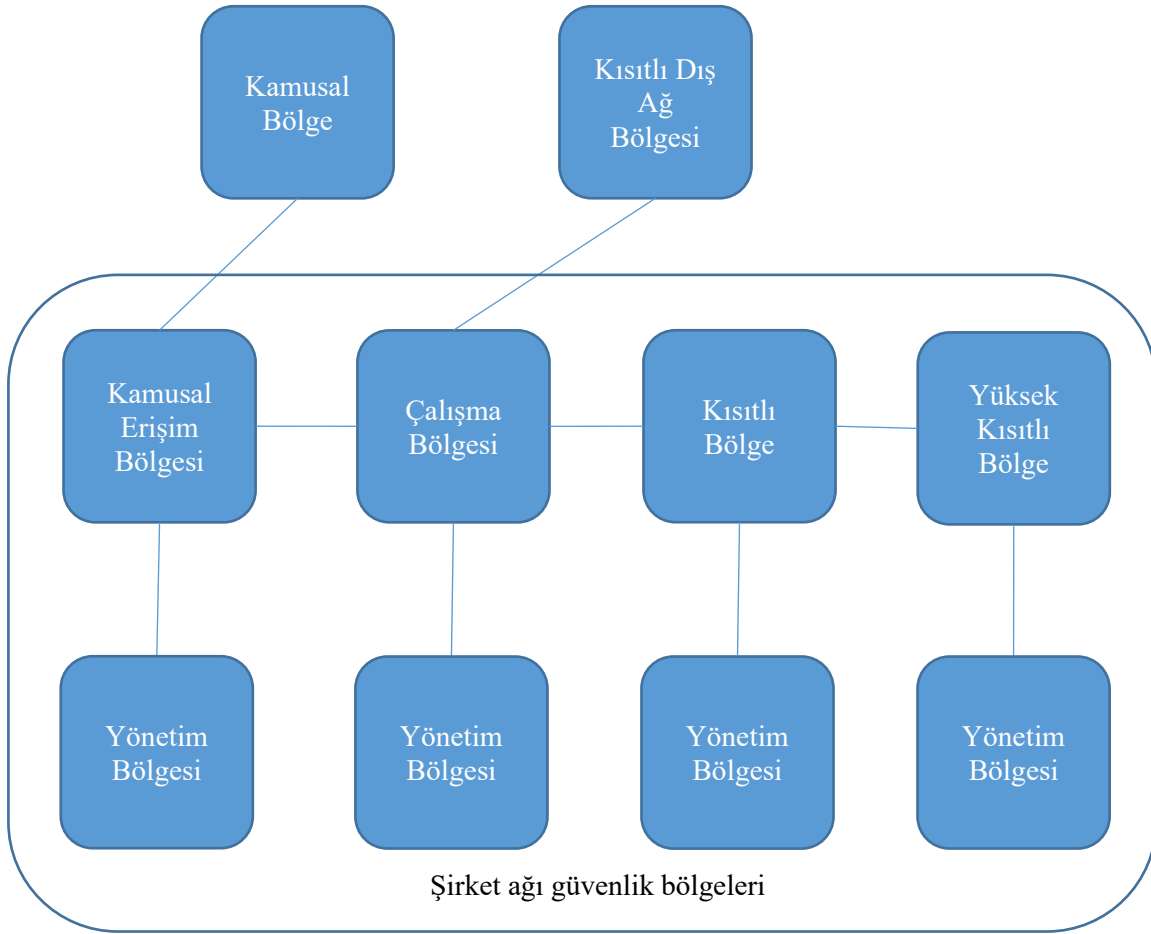 Kamusal
Bölge
Kısıtlı Dış
Ağ
Bölgesi
Kamusal
Erişim
Bölgesi
Çalışma
Bölgesi
Kısıtlı
Bölge
Yüksek
Kısıtlı
Bölge
Yönetim
Bölgesi
Yönetim
Bölgesi
Yönetim
Bölgesi
Yönetim
Bölgesi
Şirket ağı güvenlik bölgeleri